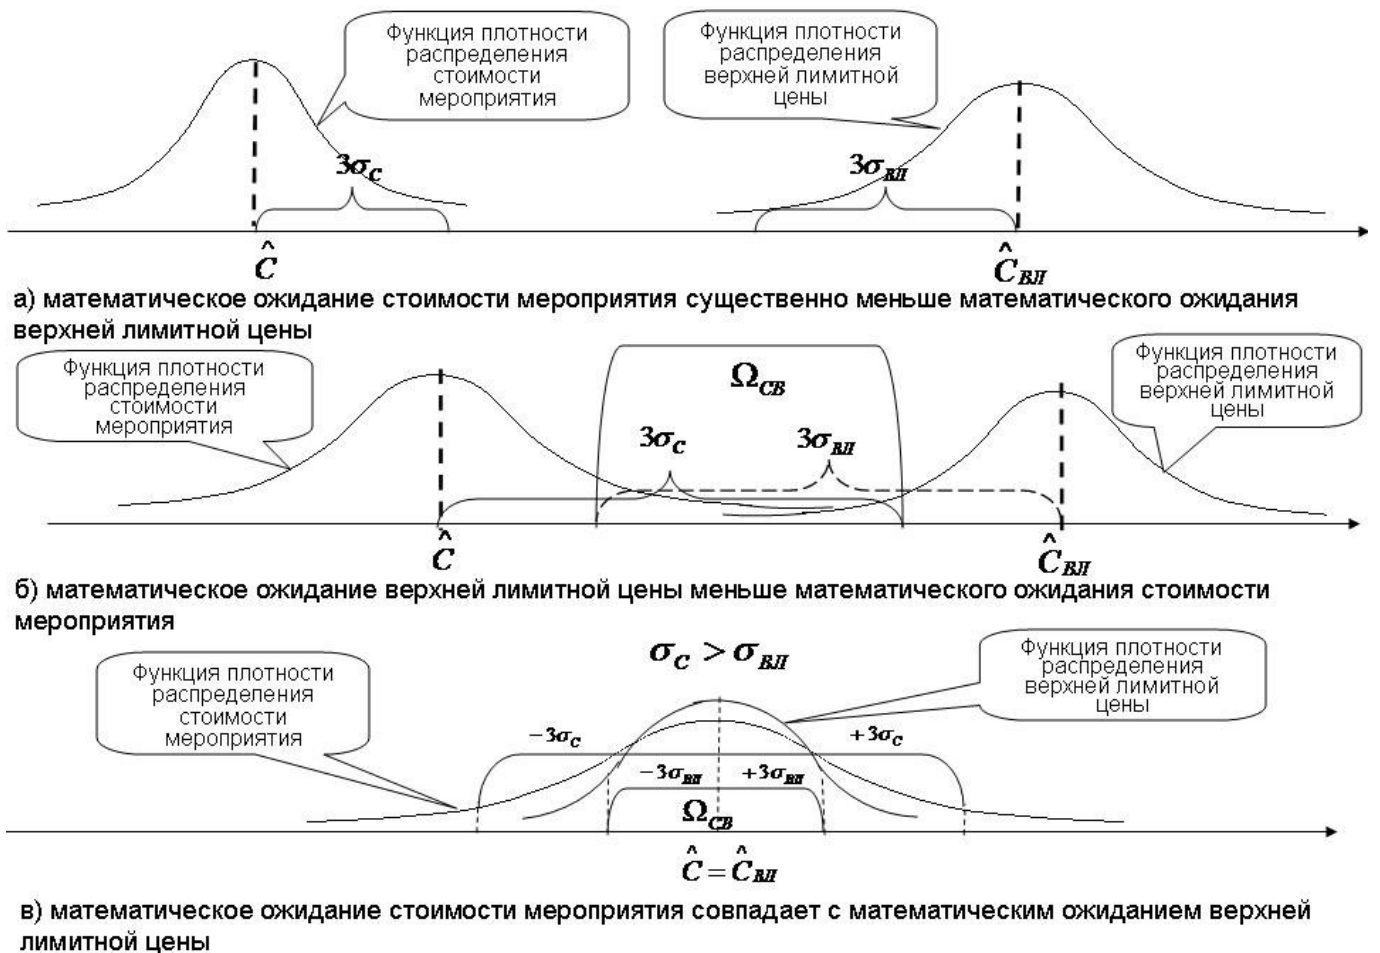 Функция плотности
распределения
стоимости
мероприятия
Функция плотности
распределения
верхней лимитной
цены
3σC
3σВЛ
Ĉ
ĈВЛ
а) математическое ожидание стоимости мероприятия существенно меньше математического ожидания
верхней лимитной цены
Функция плотности
распределения
стоимости
мероприятия
ΩСВ
Функция плотности
распределения
верхней лимитной
цены
3σC
3σВЛ
Ĉ
ĈВЛ
б) математическое ожидание верхней лимитной цены меньше математического ожидания стоимости
мероприятия
Функция плотности
распределения
стоимости
мероприятия
σC > σВЛ
Функция плотности
распределения
верхней лимитной
цены
−3σC
+3σC
−3σВЛ
+3σВЛ
ΩСВ
Ĉ = ĈВЛ
в) математическое ожидание стоимости мероприятия совпадает с математическим ожиданием верхней
лимитной цены